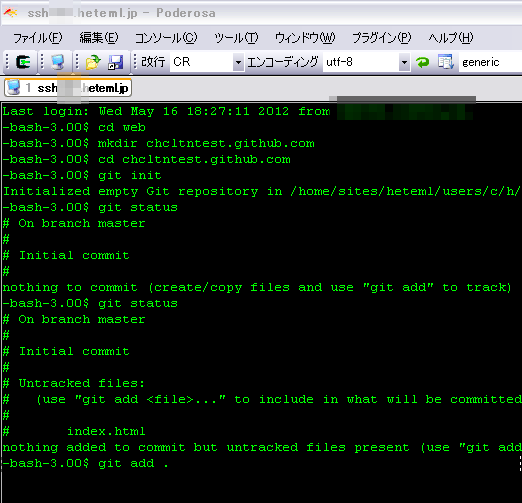 ssh heteml.jp - Poderosa
ファイル(F) 編集(E) コンソール(C) ツール(T) ウィンドウ(W) プラグイン(P) ヘルプ(H)
改行 CR エンコーディング utf-8 generic
1 ssh heteml.jp
Last login: Wed May 16 18:27:11 2012 from
-bash-3.00$ cd web
-bash-3.00$ mkdir chcltntest.github.com
-bash-3.00$ cd chcltntest.github.com
-bash-3.00$ git init
Initialized empty Git repository in /home/sites/heteml/users/c/h/
-bash-3.00$ git status
# On branch master
#
# Initial commit
#
nothing to commit (create/copy files and use "git add" to track)
-bash-3.00$ git status
# On branch master
#
# Initial commit
#
# Untracked files:
#   (use "git add <file>..." to include in what will be committed
#
#       index.html
nothing added to commit but untracked files present (use "git add
-bash-3.00$ git add .